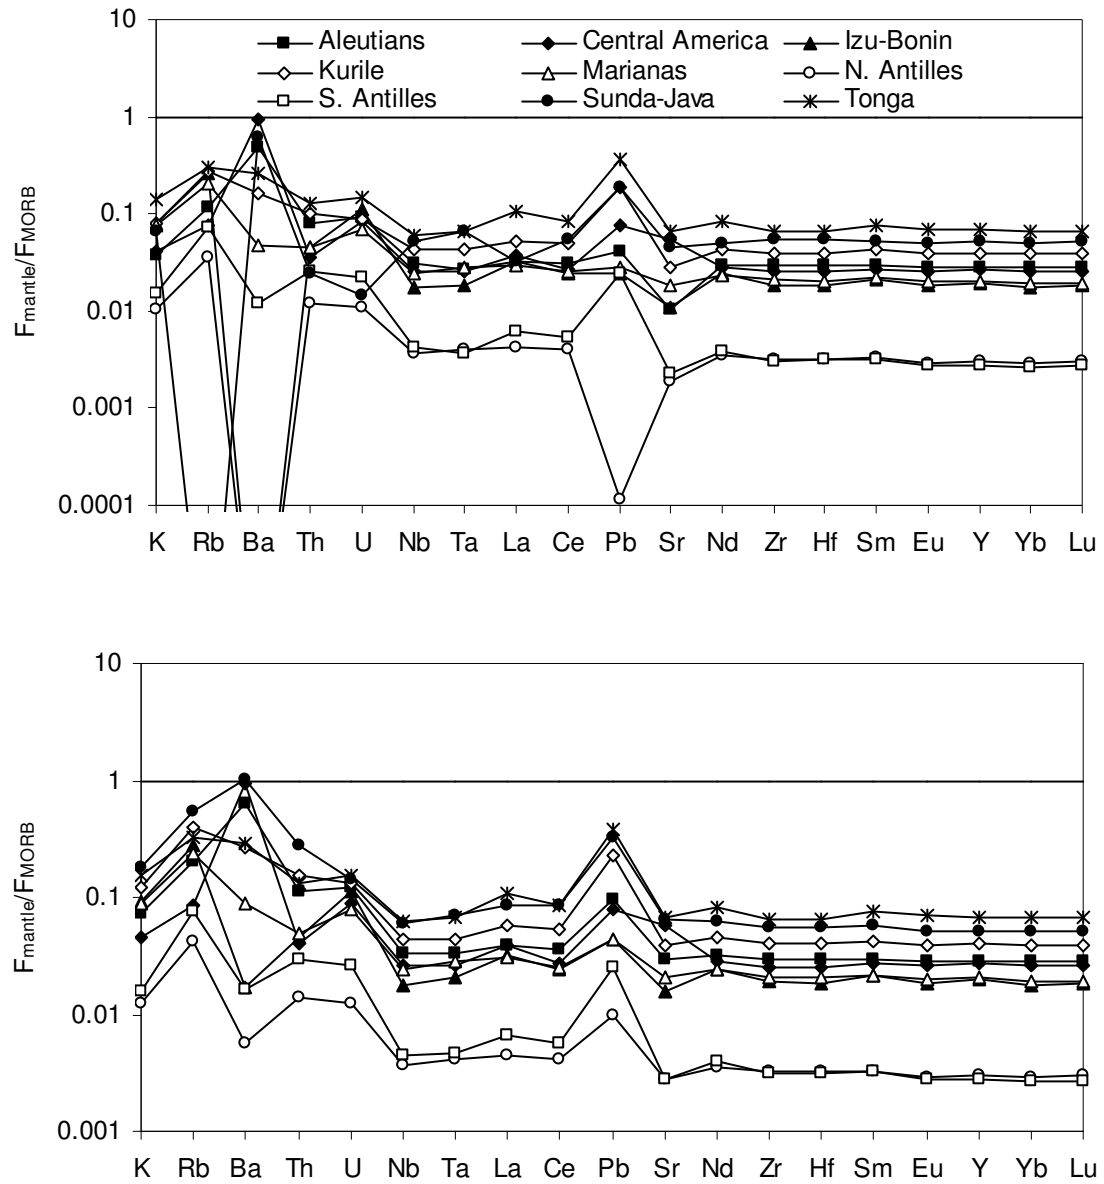 10
Aleutians Central America Izu-Bonin
Kurile Marianas N. Antilles
S. Antilles Sunda-Java Tonga
1
0.1
0.01
0.001
0.0001
Fmantle/FMORB
K Rb Ba Th U Nb Ta La Ce Pb Sr Nd Zr Hf Sm Eu Y Yb Lu
10
1
0.1
0.01
0.001
Fmantle/FMORB
K Rb Ba Th U Nb Ta La Ce Pb Sr Nd Zr Hf Sm Eu Y Yb Lu